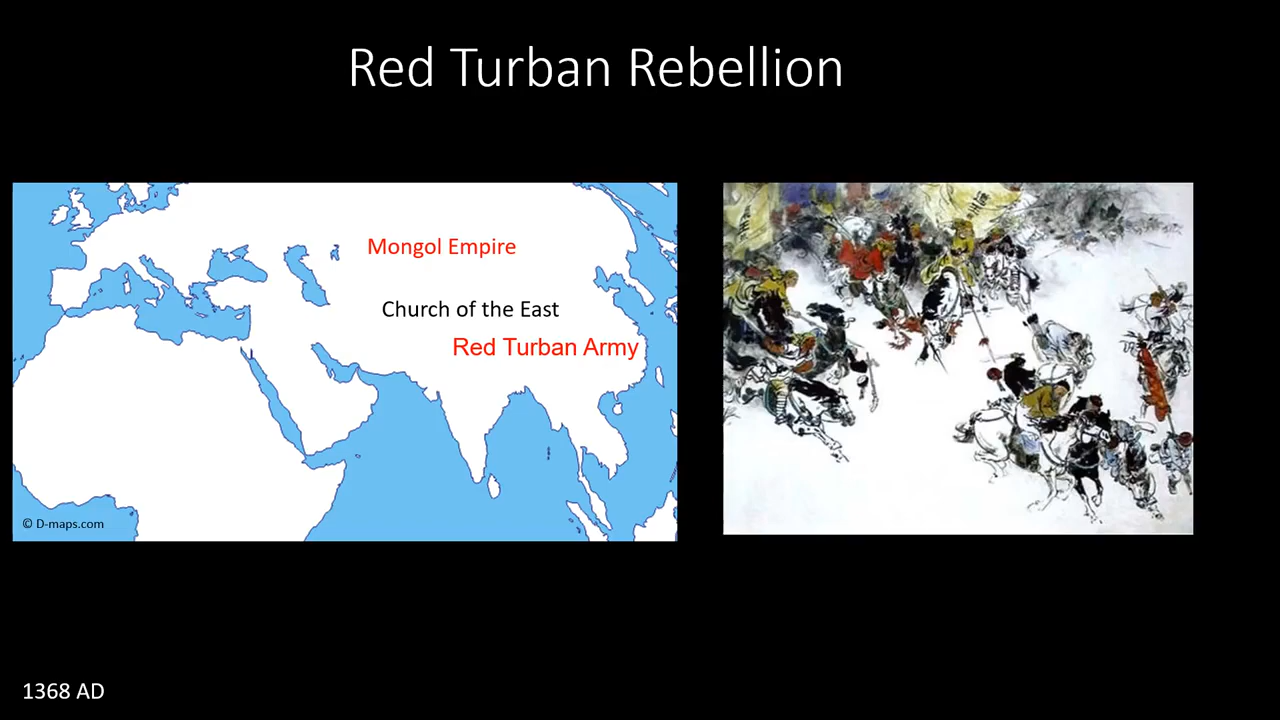 Red Turban Rebellion
Mongol Empire
Church of the East
Red Turban Army
© D-maps.com
1368 AD